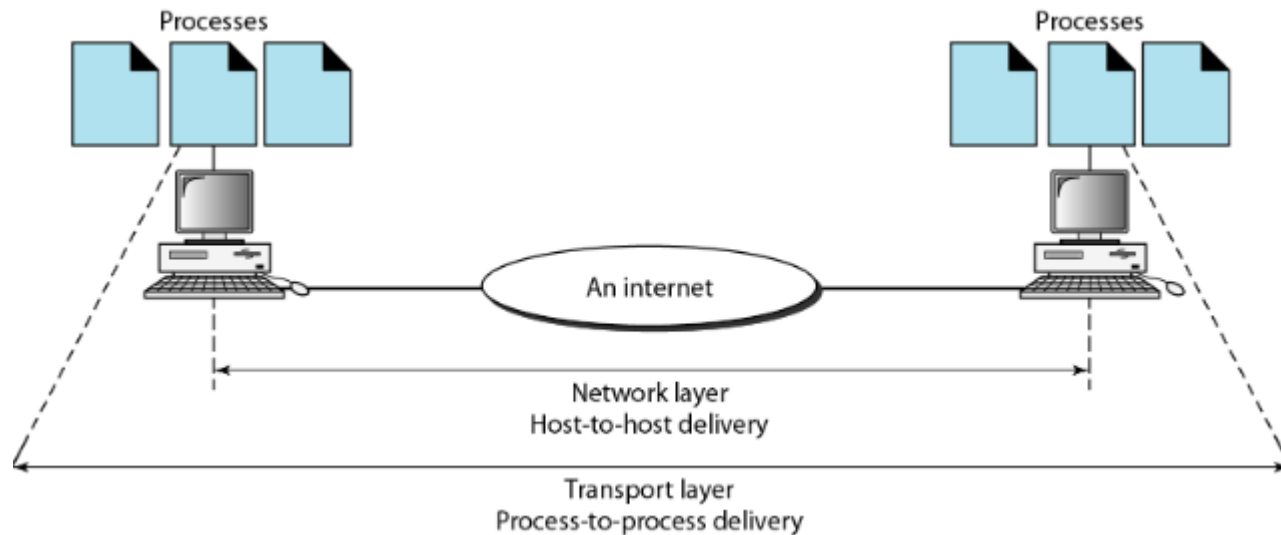 Processes
Processes
An internet
Network layer
Host-to-host delivery
Transport layer
Process-to-process delivery